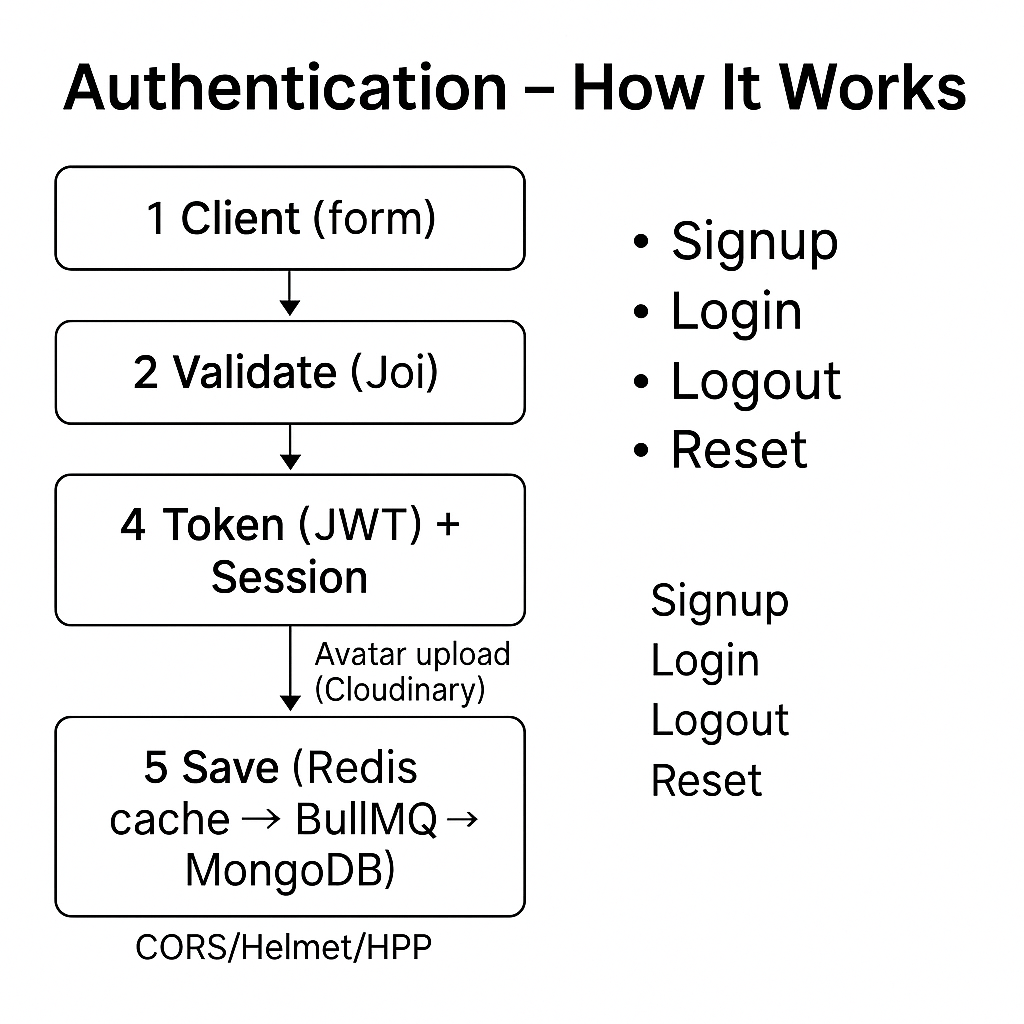 Authentication – How It Works
1 Client (form)
2 Validate (Joi)
4 Token (JWT) +
Session
Avatar upload
(Cloudinary)
5 Save (Redis
cache → BullMQ →
MongoDB)
CORS/Helmet/HPP
• Signup
• Login
• Logout
• Reset
Signup
Login
Logout
Reset